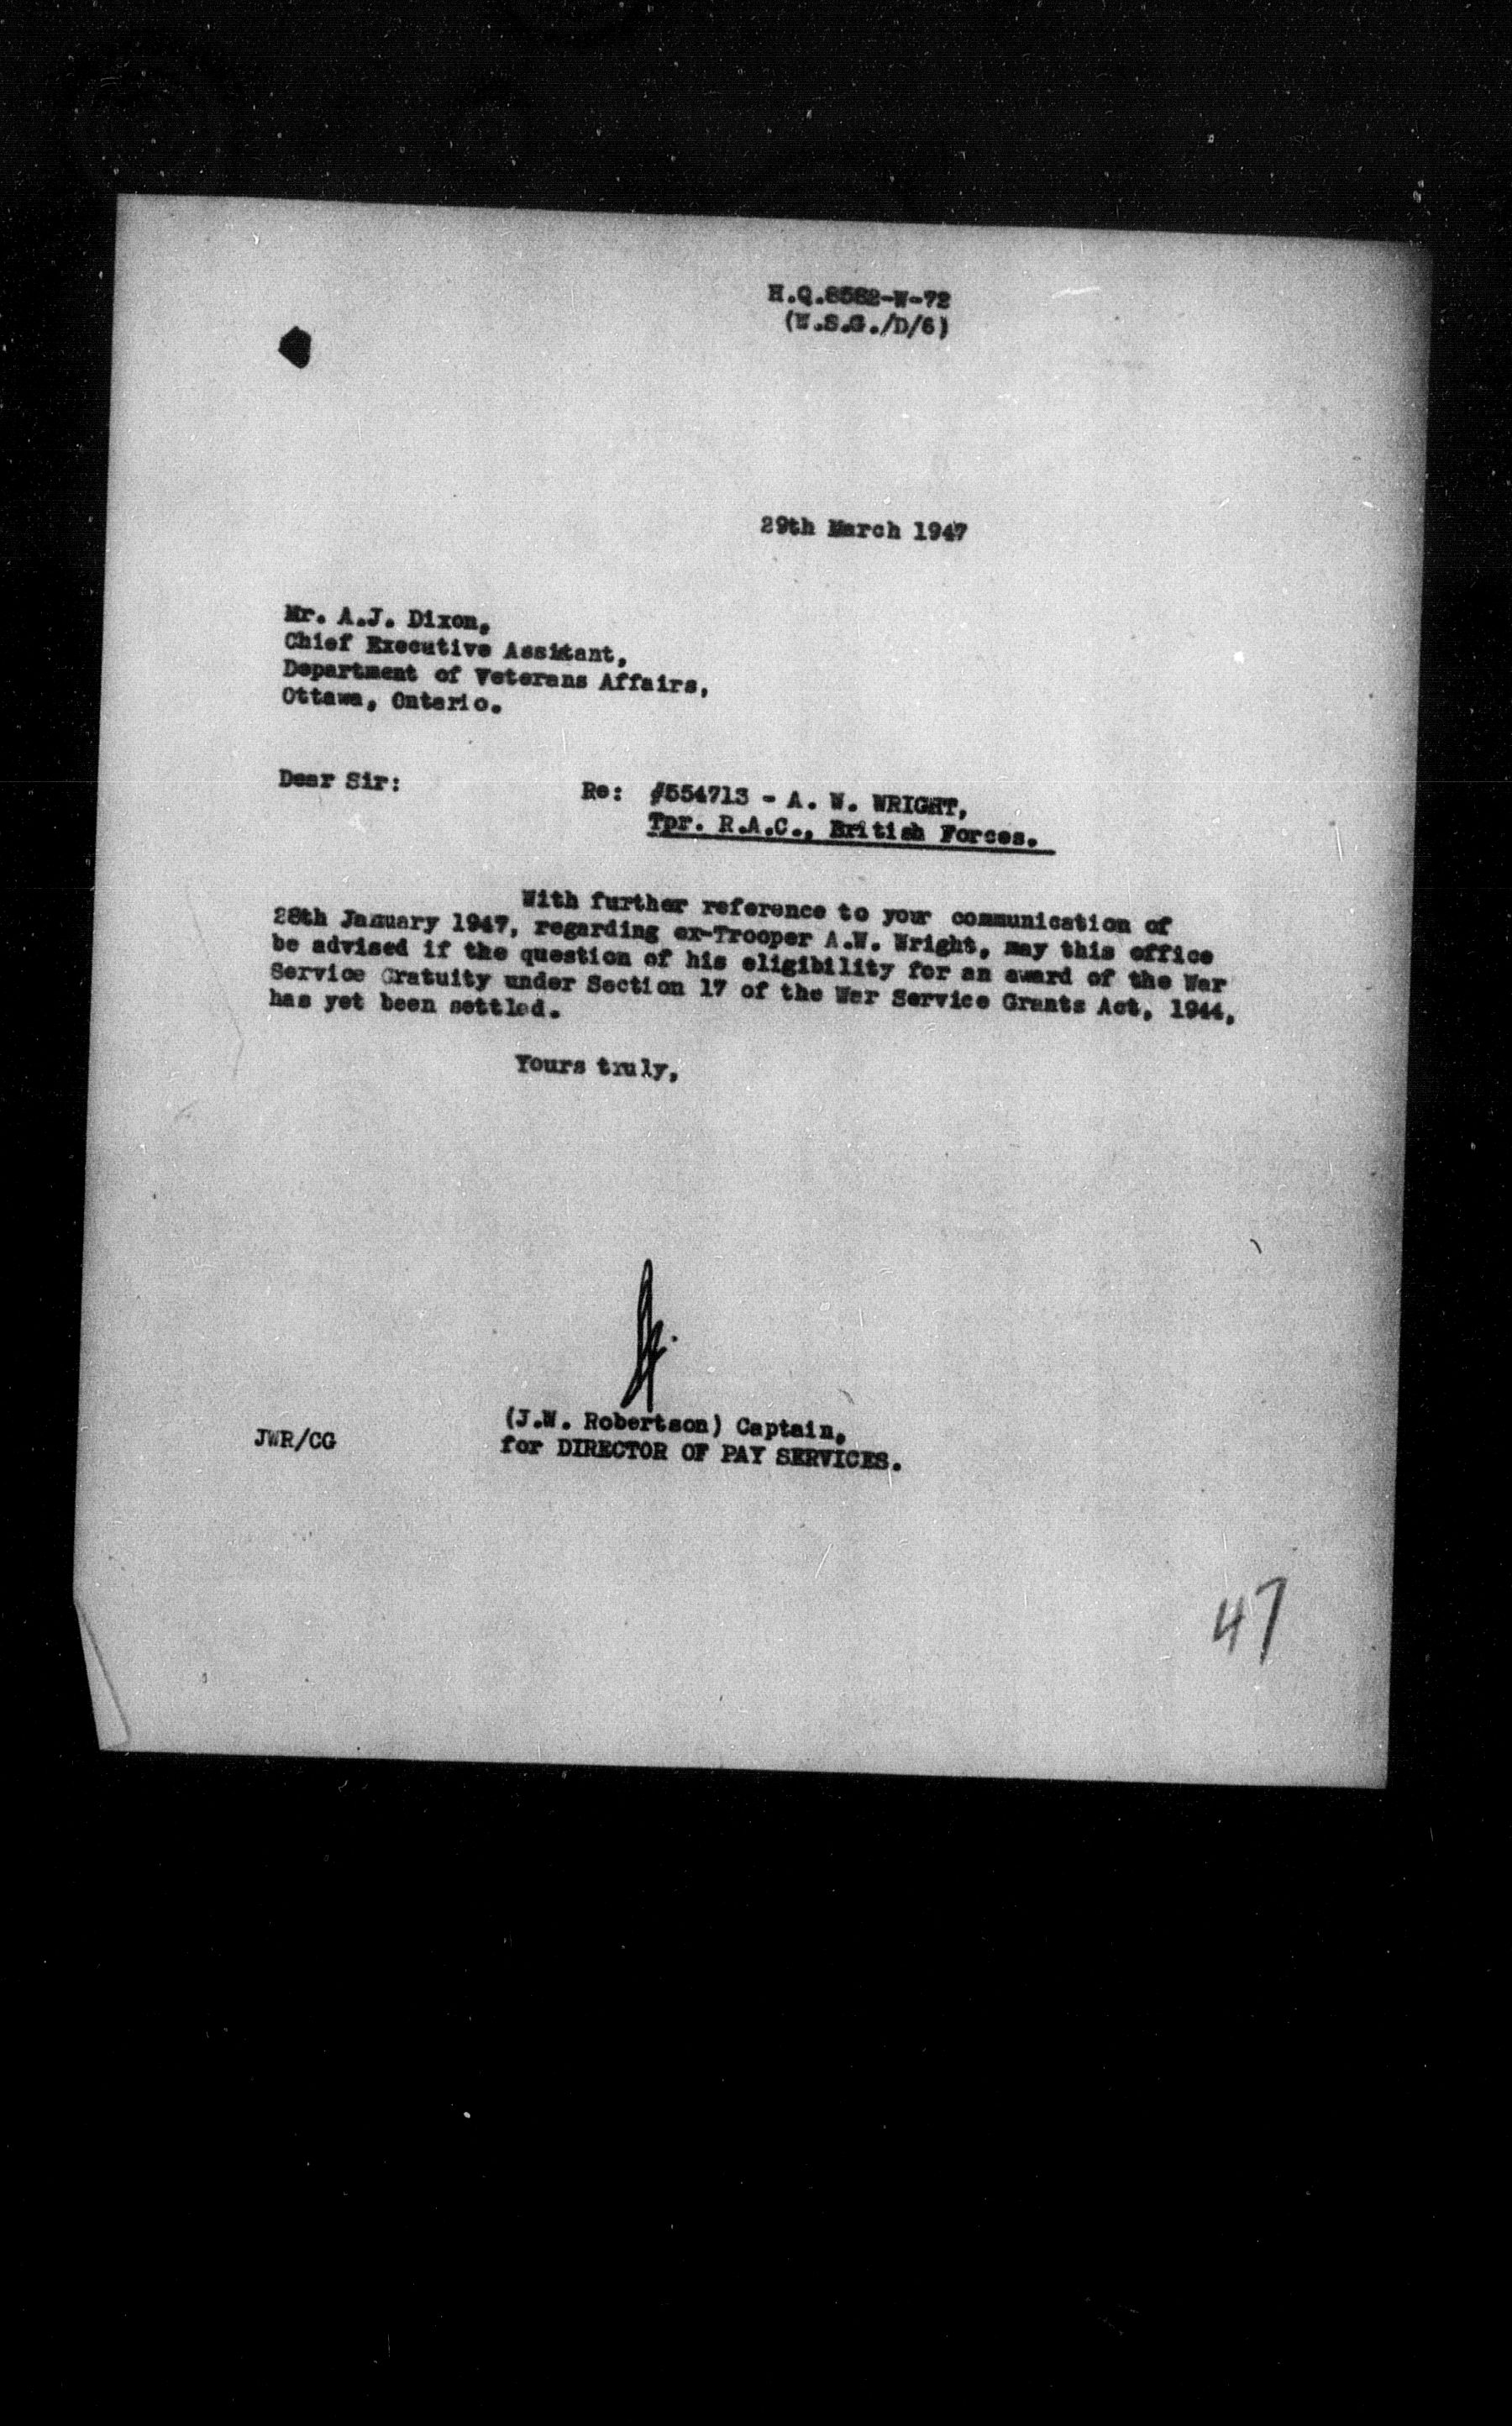 H.Q.8582-W-72
(W.S.G./D/6)
29th March 1947
Mr. A.J. Dixon,
Chief Executive Assitant,
Department of Veterans Affairs,
Ottawa, Ontario.
Dear Sir:
Re: #554713 - A. W. WRIGHT,
Tpr. R.A.C., British Forces.
With further reference to your communication of
28th January 1947, regarding ex-Trooper A.W. Wright, may this office
be advised if the question of his eligibility for an award of the War
Service Gratuity under Section 17 of the War Service Grants Act, 1944,
has yet been settled.
Yours truly,
(J.W. Robertson) Captain,
JWR/CG for DIRECTOR OF PAY SERVICES.
47